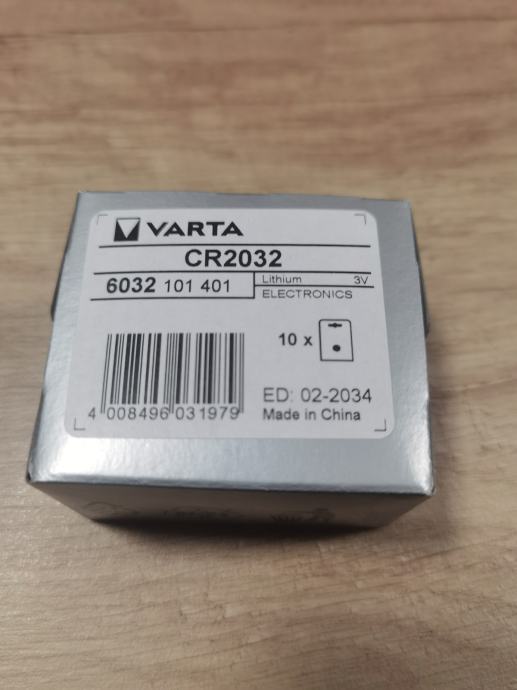 VARTA
CR2032
6032 101 401
Lithium 3V
ELECTRONICS
10 x
4 008496 031979
ED: 02-2034
Made in China